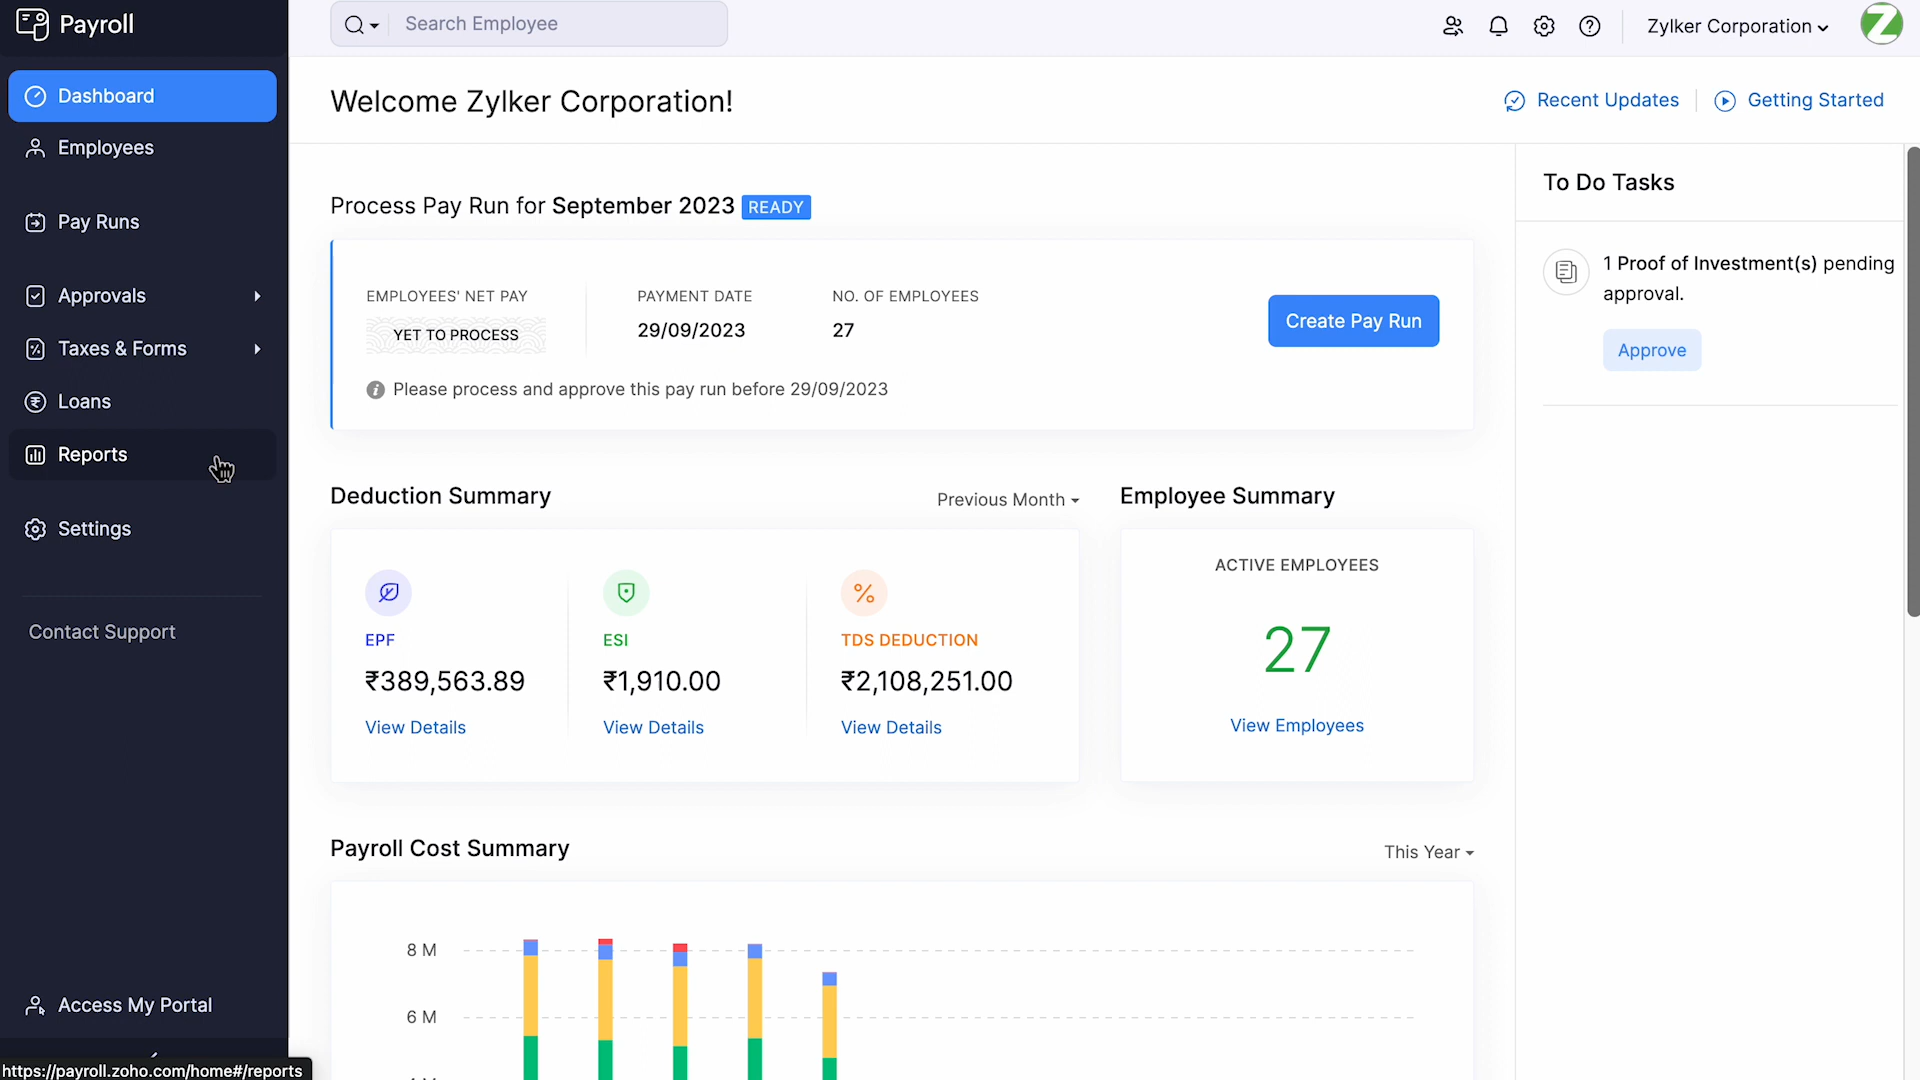 Payroll
Search Employee
Zylker Corporation
Z
Dashboard
Employees
Pay Runs
Approvals
Taxes & Forms
Loans
Reports
Settings
Contact Support
Access My Portal
https://payroll.zoho.com/home#/reports
Welcome Zylker Corporation!
Recent Updates
Getting Started
Process Pay Run for September 2023 READY
EMPLOYEES' NET PAY
YET TO PROCESS
PAYMENT DATE
29/09/2023
NO. OF EMPLOYEES
27
Create Pay Run
Please process and approve this pay run before 29/09/2023
Deduction Summary
Previous Month
EPF
₹389,563.89
View Details
ESI
₹1,910.00
View Details
TDS DEDUCTION
₹2,108,251.00
View Details
Employee Summary
ACTIVE EMPLOYEES
27
View Employees
Payroll Cost Summary
This Year
8 M
6 M
To Do Tasks
1 Proof of Investment(s) pending
approval.
Approve